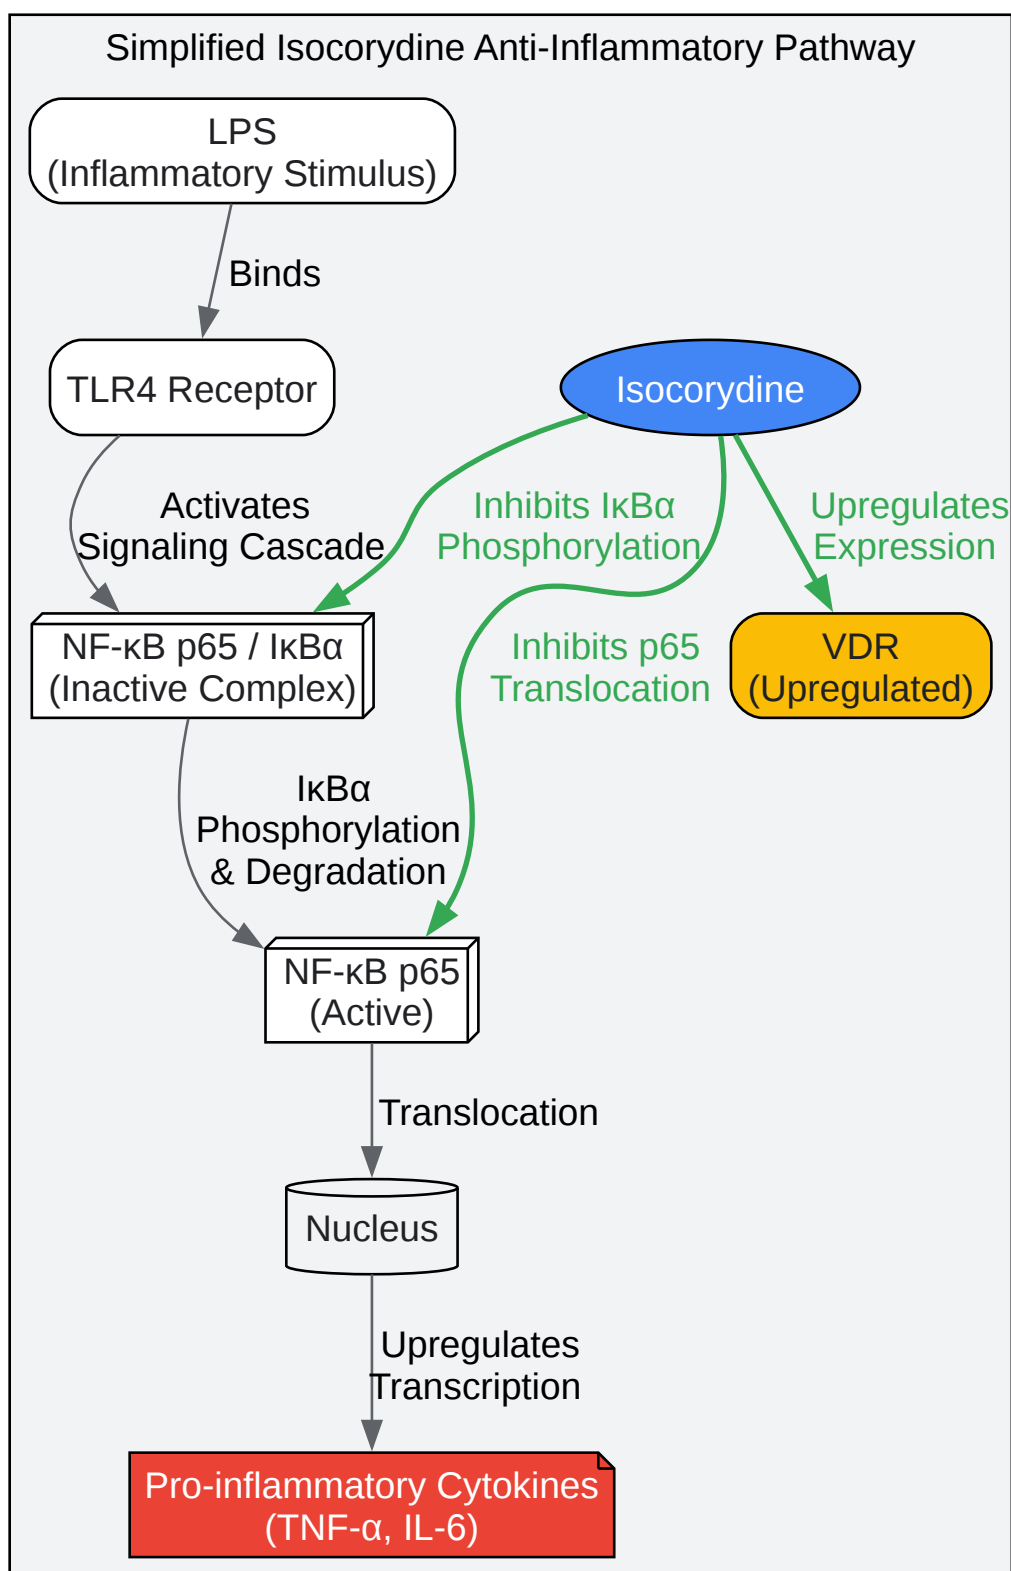 Simplified Isocorydine Anti-Inflammatory Pathway
LPS
(Inflammatory Stimulus)
Binds
TLR4 Receptor
Isocorydine
Activates
Signaling Cascade
Inhibits IκBα
Phosphorylation
Upregulates
Expression
NF-κB p65 / IκBα
(Inactive Complex)
Inhibits p65
Translocation
VDR
(Upregulated)
IκBα
Phosphorylation
& Degradation
NF-κB p65
(Active)
Translocation
Nucleus
Upregulates
Transcription
Pro-inflammatory Cytokines
(TNF-α, IL-6)